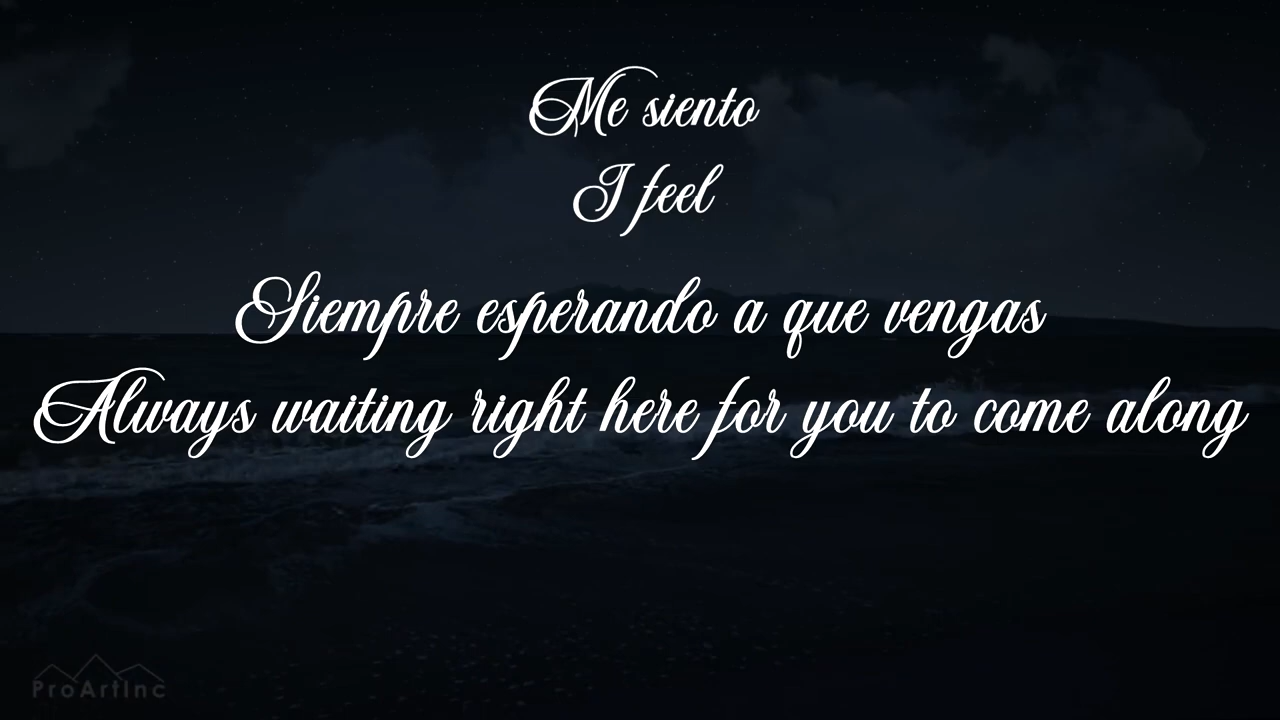 Me siento
I feel
Siempre esperando a que vengas
Always waiting right here for you to come along
ProArtInc